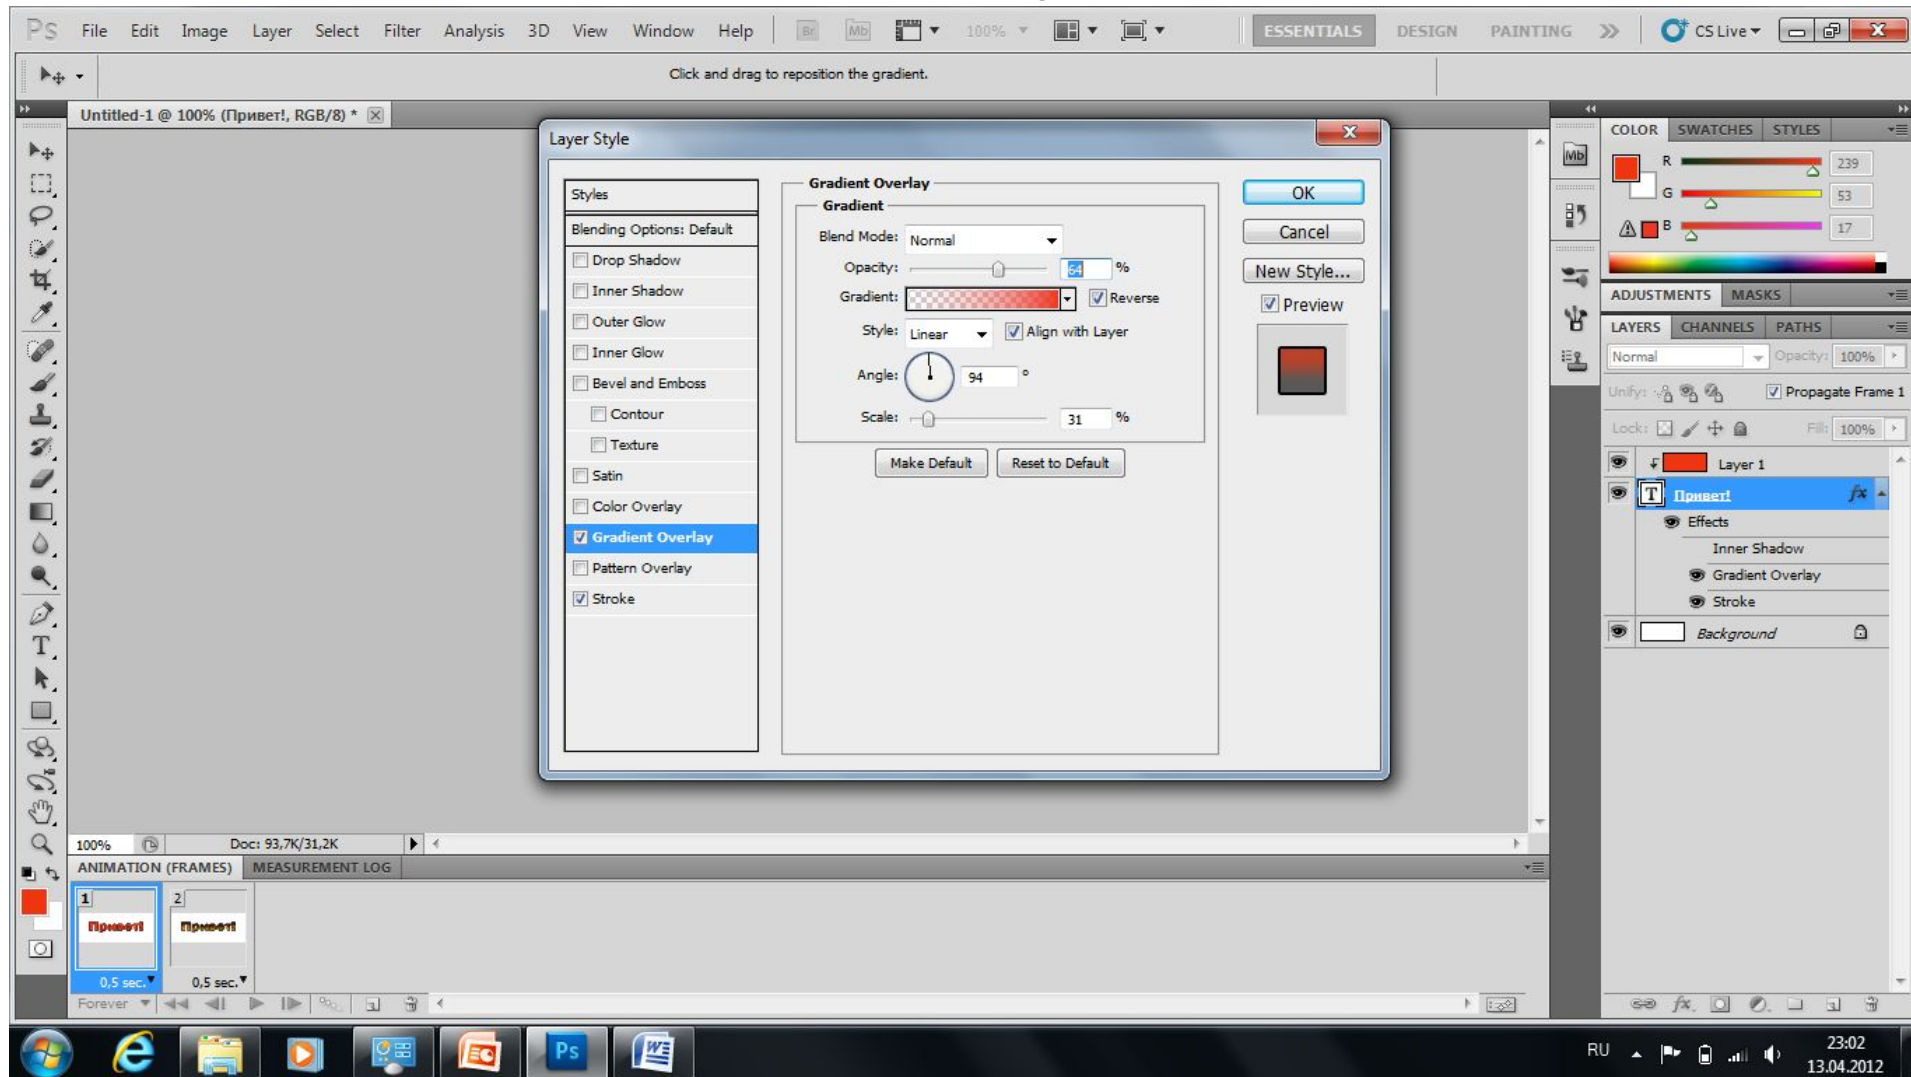 Ps File Edit Image Layer Select Filter Analysis 3D View Window Help Br Mb 100% ESSENTIALS DESIGN PAINTING CS Live
Click and drag to reposition the gradient.
Untitled-1 @ 100% (Привет!, RGB/8) *
Layer Style
Styles
Blending Options: Default
Drop Shadow
Inner Shadow
Outer Glow
Inner Glow
Bevel and Emboss
Contour
Texture
Satin
Color Overlay
Gradient Overlay
Pattern Overlay
Stroke
Gradient Overlay
Gradient
Blend Mode: Normal
Opacity: 64 %
Gradient: Reverse
Style: Linear Align with Layer
Angle: 94 °
Scale: 31 %
Make Default Reset to Default
OK
Cancel
New Style...
Preview
Mb
COLOR SWATCHES STYLES
R 239
G 53
B 17
ADJUSTMENTS MASKS
LAYERS CHANNELS PATHS
Normal Opacity: 100%
Unify: Propagate Frame 1
Lock: Fill: 100%
Layer 1
T Привет! fx
Effects
Inner Shadow
Gradient Overlay
Stroke
Background
100% Doc: 93,7K/31,2K
ANIMATION (FRAMES) MEASUREMENT LOG
1 2
Привет! Привет!
0,5 sec. 0,5 sec.
Forever
fx
Ps W
RU 23:02
13.04.2012